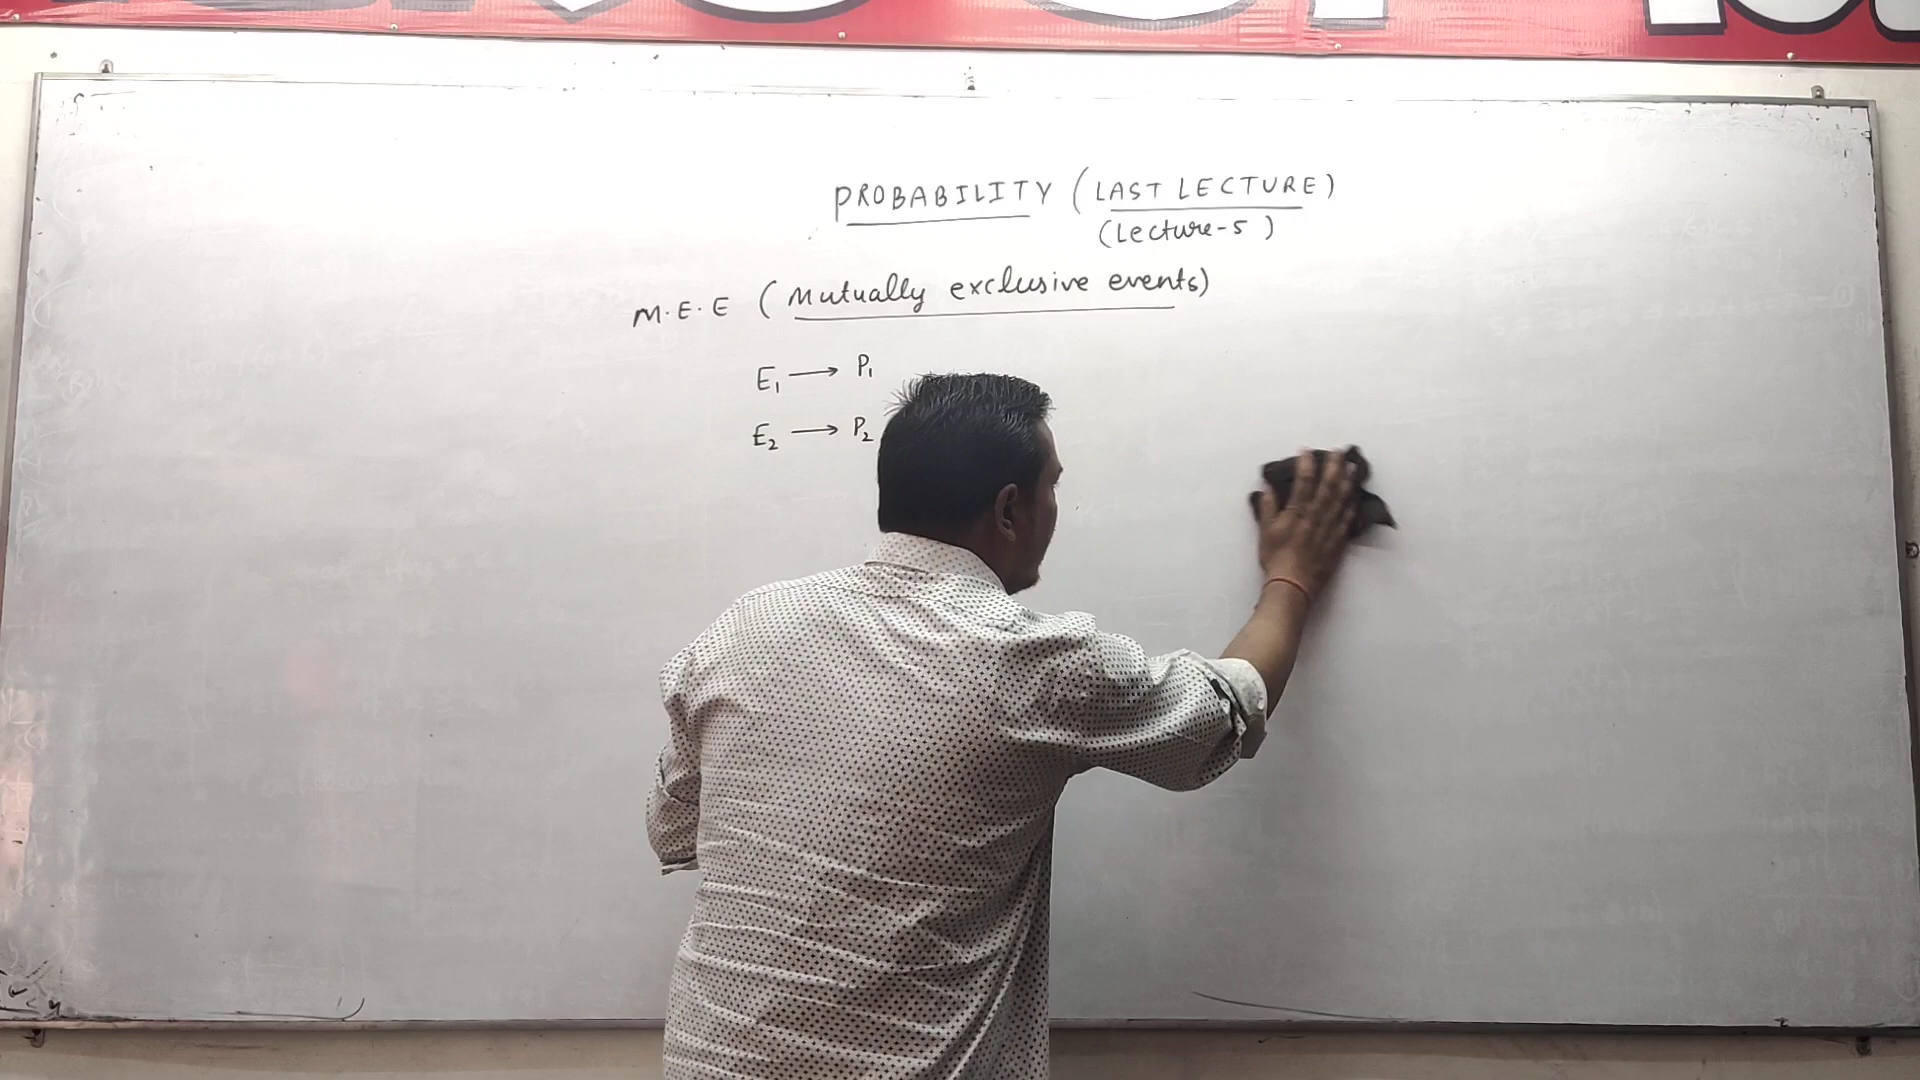 PROBABILITY (LAST LECTURE)
(Lecture-5)
M.E.E (Mutually exclusive events)
E₁ → P₁
E₂ → P₂